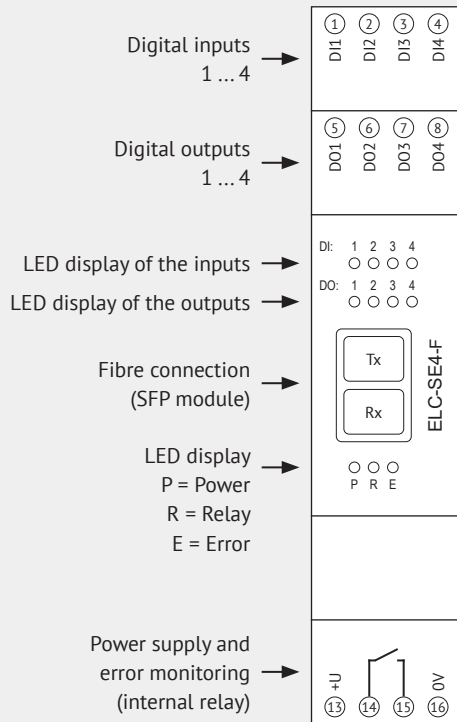 Digital inputs
1 ... 4
1 2 3 4
DI1 DI2 DI3 DI4
Digital outputs
1 ... 4
5 6 7 8
DO1 DO2 DO3 DO4
LED display of the inputs
DI: 1 2 3 4
LED display of the outputs
DO: 1 2 3 4
Fibre connection
(SFP module)
Tx
Rx
ELC-SE4-F
LED display
P = Power
R = Relay
E = Error
P R E
Power supply and
error monitoring
(internal relay)
+U 0V
13 14 15 16